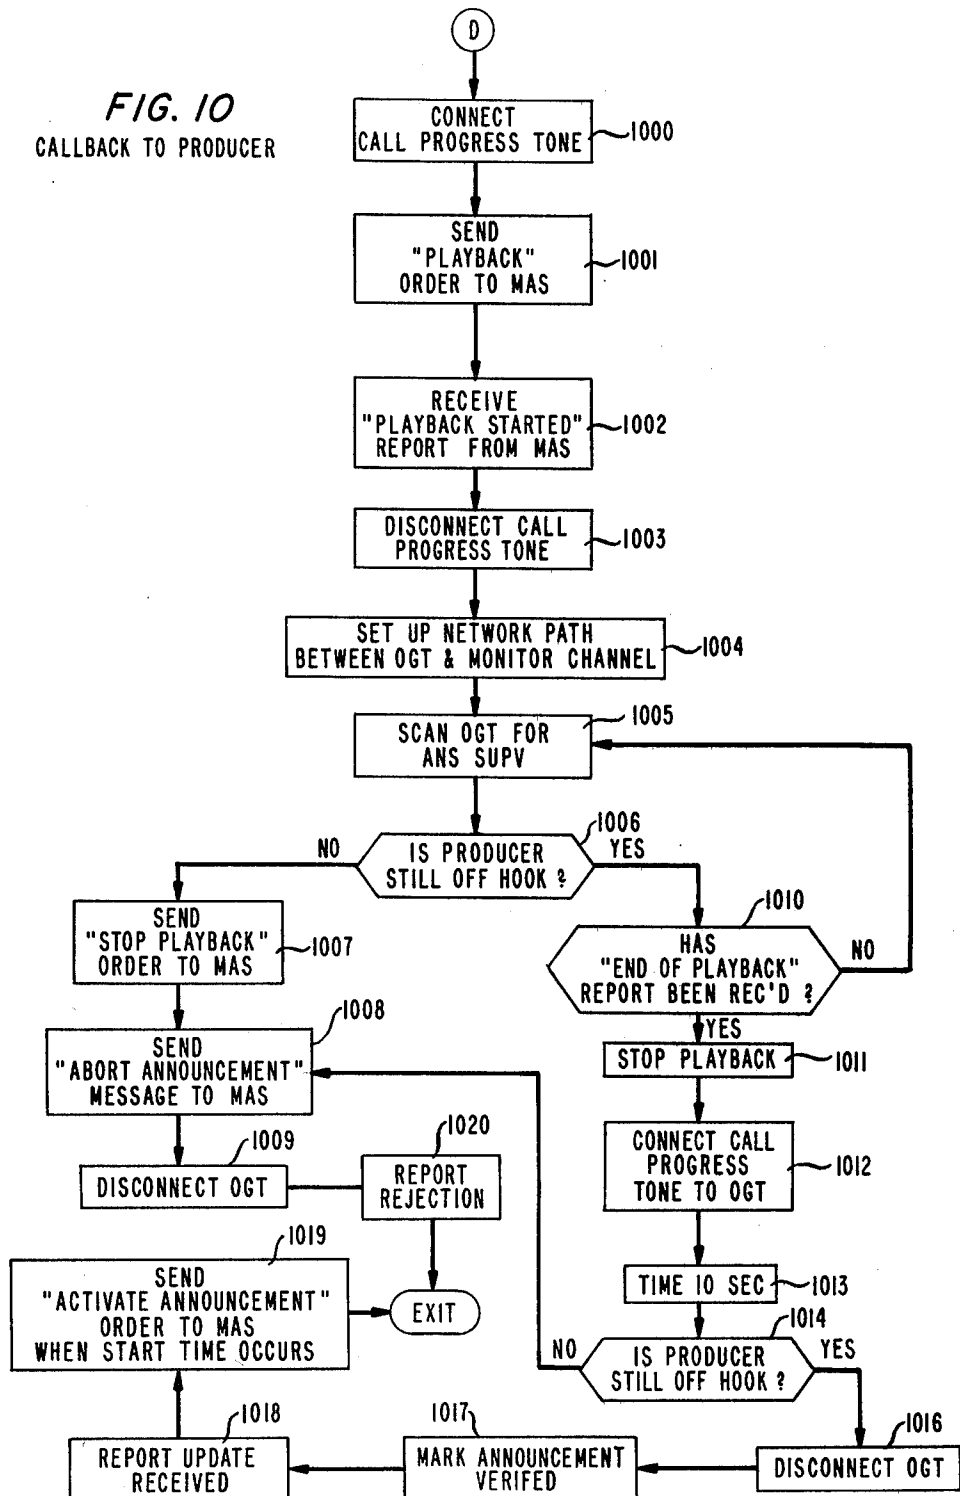 D
FIG. 10
CALLBACK TO PRODUCER
CONNECT
CALL PROGRESS TONE
1000
SEND
"PLAYBACK"
ORDER TO MAS
1001
RECEIVE
"PLAYBACK STARTED"
REPORT FROM MAS
1002
DISCONNECT CALL
PROGRESS TONE
1003
SET UP NETWORK PATH
BETWEEN OGT & MONITOR CHANNEL
1004
SCAN OGT FOR
ANS SUPV
1005
IS PRODUCER
STILL OFF HOOK ?
1006
NO
YES
SEND
"STOP PLAYBACK"
ORDER TO MAS
1007
HAS
"END OF PLAYBACK"
REPORT BEEN REC'D ?
1010
NO
YES
SEND
"ABORT ANNOUNCEMENT"
MESSAGE TO MAS
1008
STOP PLAYBACK
1011
CONNECT CALL
PROGRESS
TONE TO OGT
1012
DISCONNECT OGT
1009
REPORT
REJECTION
1020
TIME 10 SEC
1013
SEND
"ACTIVATE ANNOUNCEMENT"
ORDER TO MAS
WHEN START TIME OCCURS
1019
EXIT
IS PRODUCER
STILL OFF HOOK ?
1014
NO
YES
REPORT UPDATE
RECEIVED
1018
MARK ANNOUNCEMENT
VERIFED
1017
DISCONNECT OGT
1016